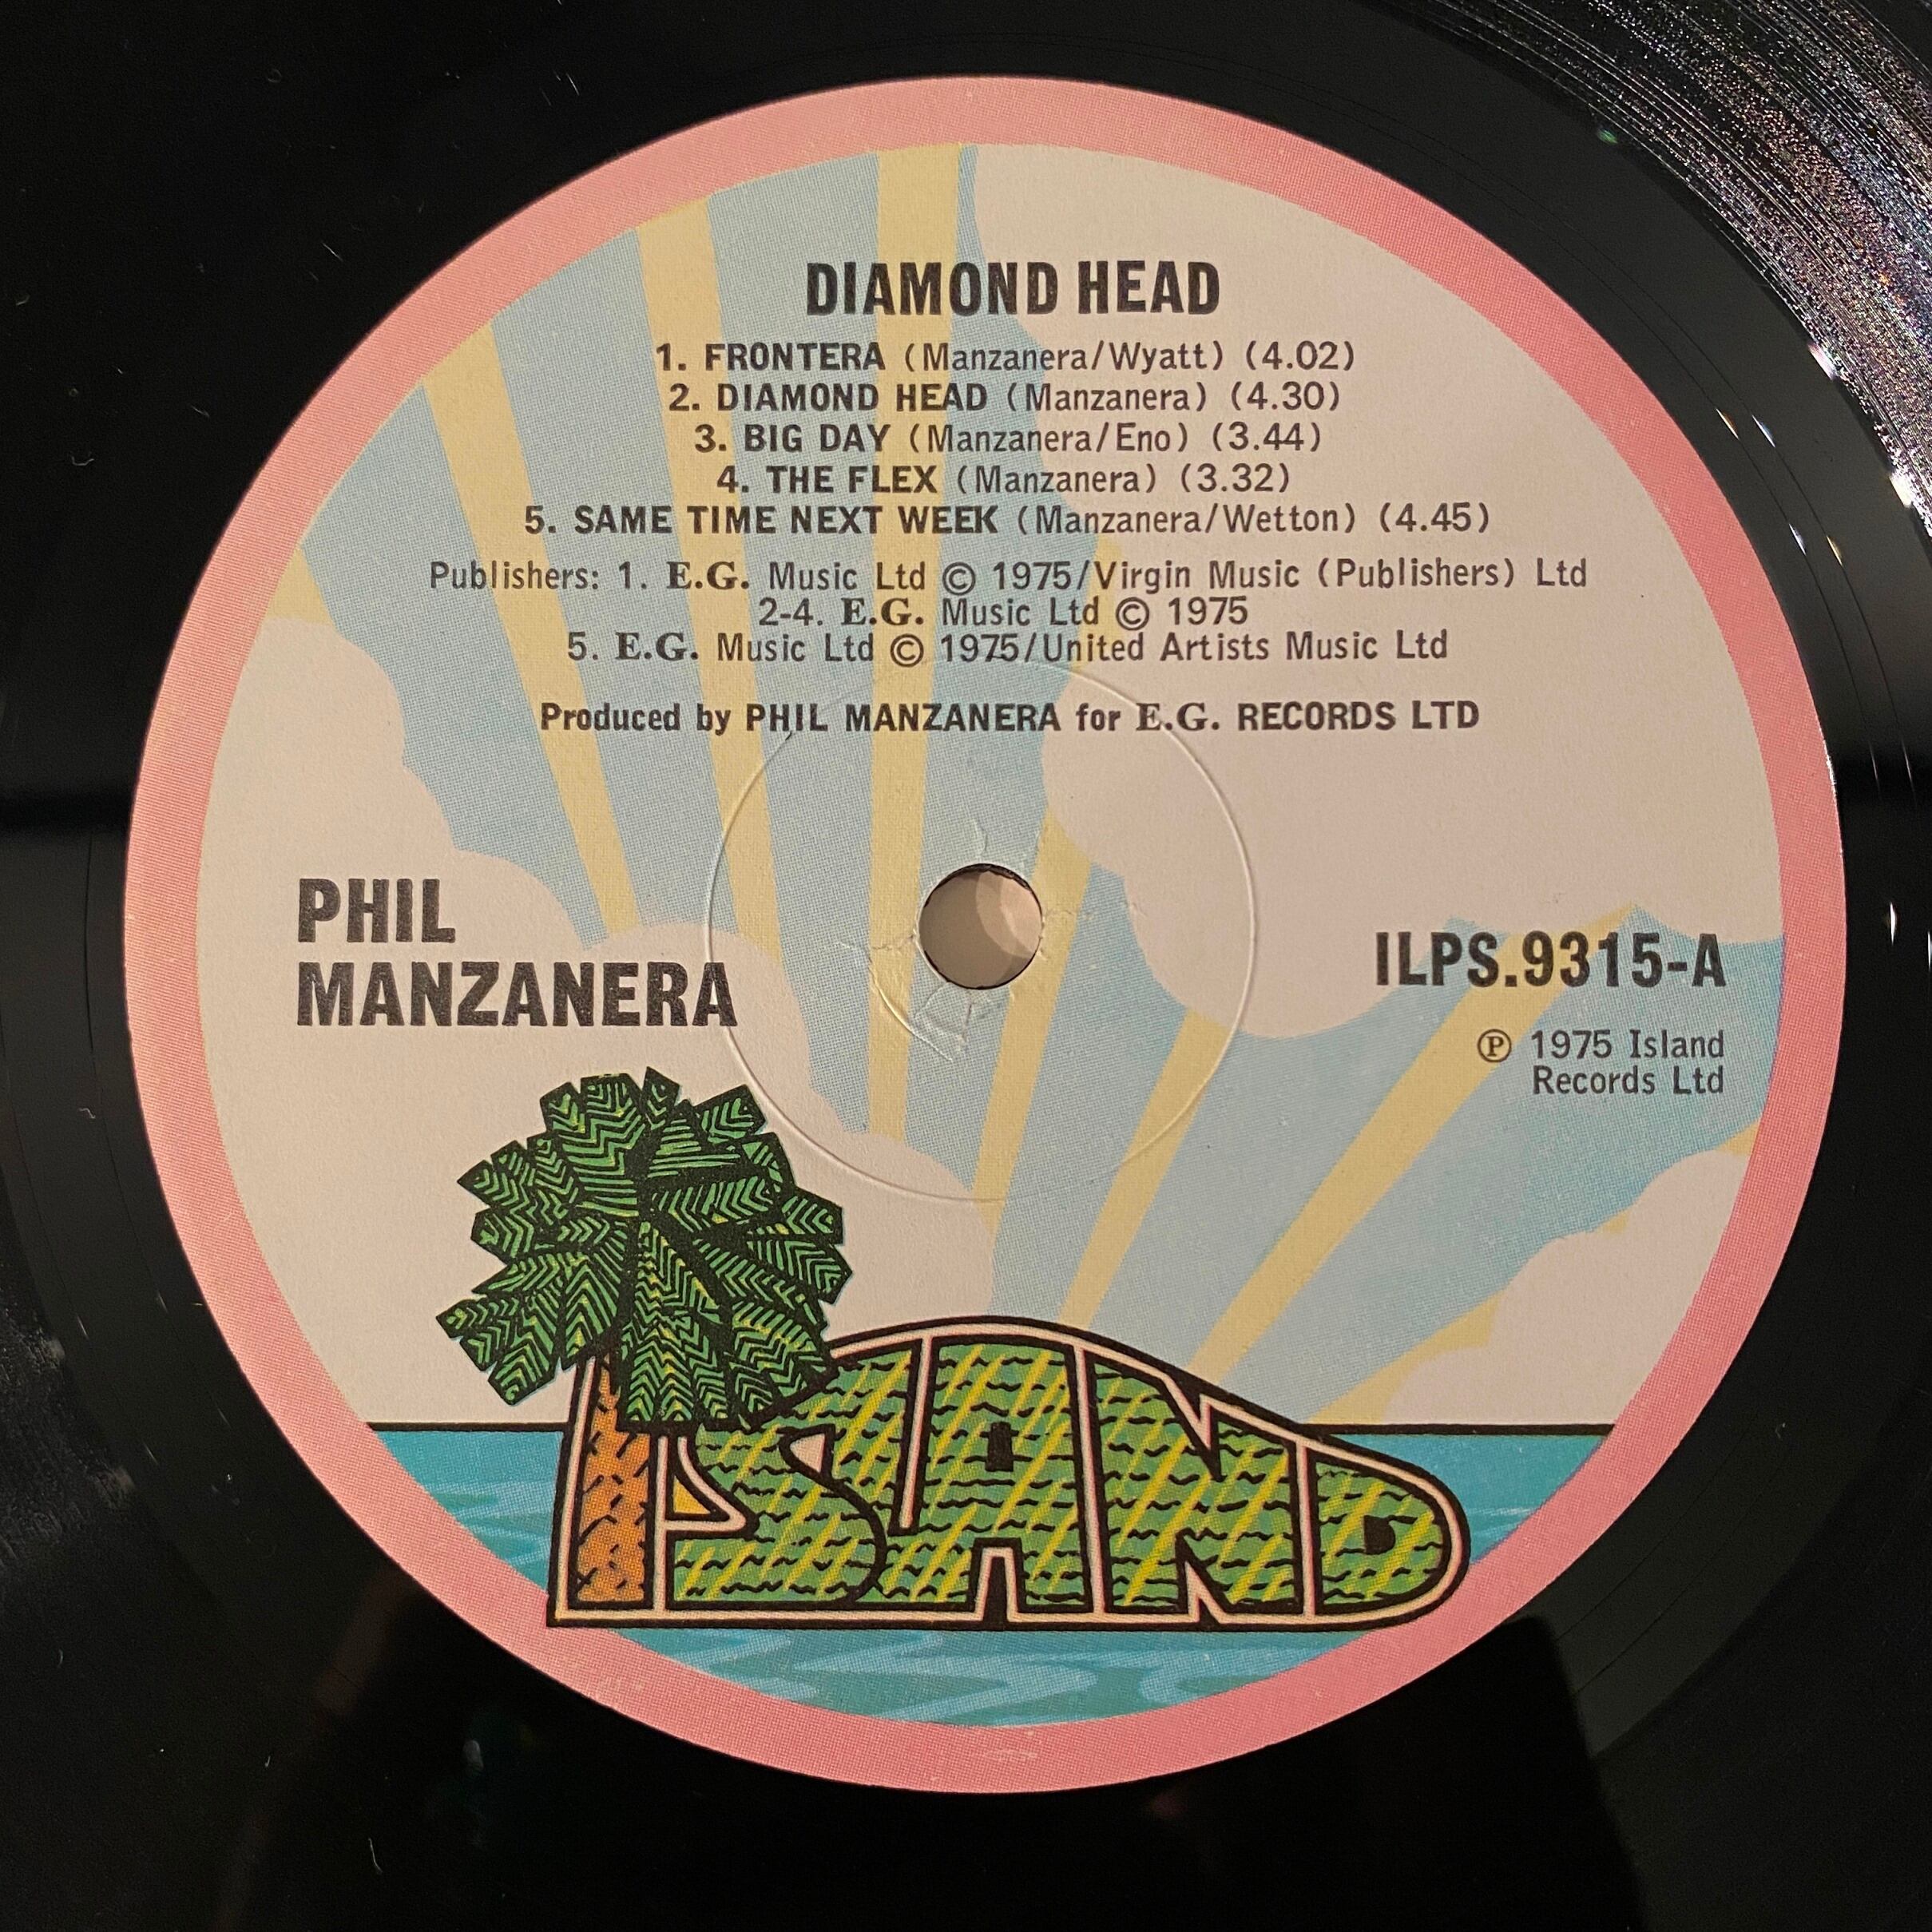 DIAMOND HEAD
1. FRONTERA (Manzanera/Wyatt) (4.02)
2. DIAMOND HEAD (Manzanera) (4.30)
3. BIG DAY (Manzanera/Eno) (3.44)
4. THE FLEX (Manzanera) (3.32)
5. SAME TIME NEXT WEEK (Manzanera/Wetton) (4.45)
Publishers: 1. E.G. Music Ltd © 1975/Virgin Music (Publishers) Ltd
2-4. E.G. Music Ltd © 1975
5. E.G. Music Ltd © 1975/United Artists Music Ltd
Produced by PHIL MANZANERA for E.G. RECORDS LTD
PHIL
MANZANERA
ILPS.9315-A
℗ 1975 Island
Records Ltd
ISLAND